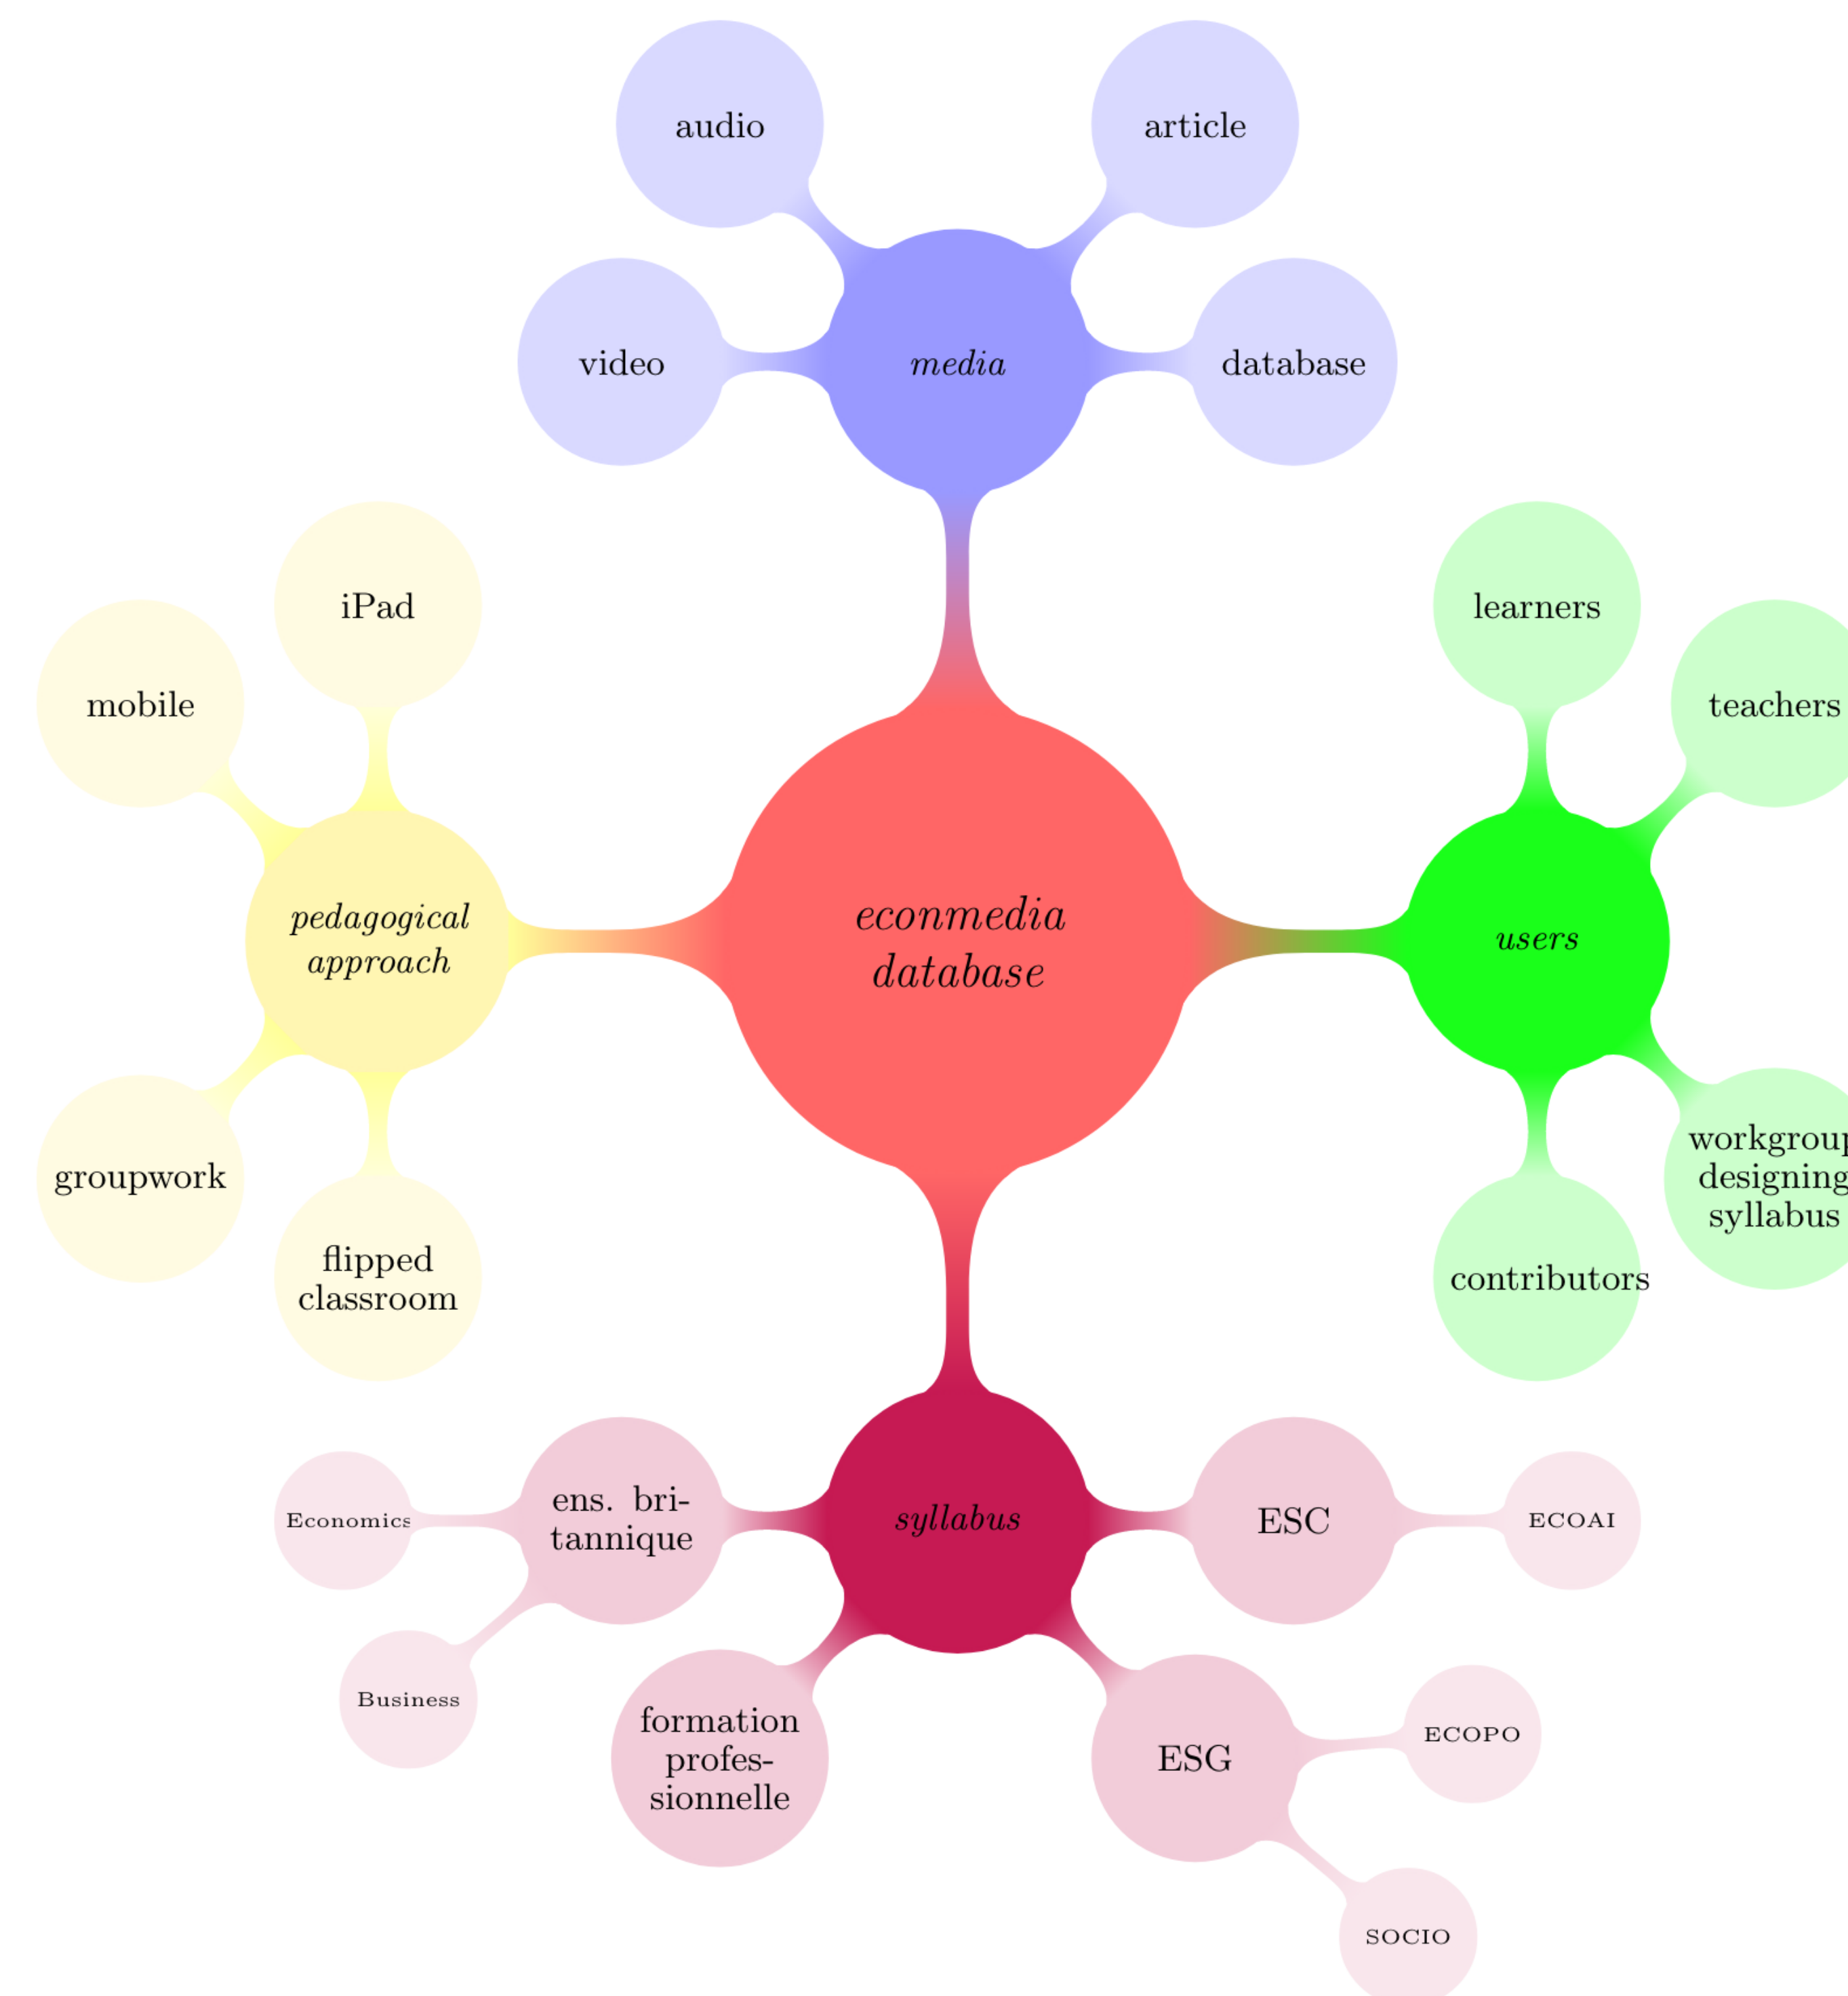 audio
article
video
media
database
iPad
learners
mobile
teachers
pedagogical
approach
econmedia
database
users
groupwork
workgroup
designing
syllabus
flipped
classroom
contributors
Economics
ens. bri-
tannique
syllabus
ESC
ECOAI
Business
formation
profes-
sionnelle
ESG
ECOPO
SOCIO